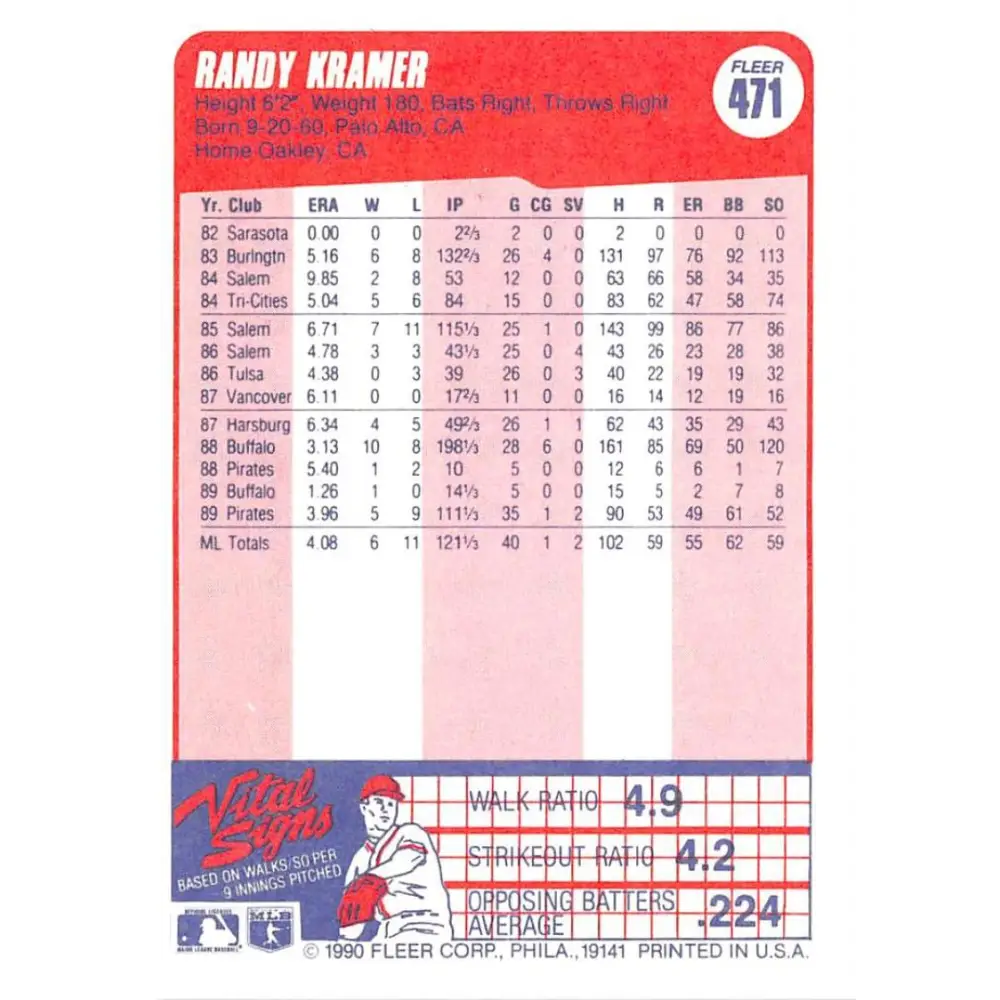 RANDY KRAMER
FLEER
471
Height 6'2", Weight 180, Bats Right, Throws Right
Born 9-20-60, Palo Alto, CA
Home Oakley, CA
Yr. Club ERA W L IP G CG SV H R ER BB SO
82 Sarasota 0.00 0 0 2⅔ 2 0 0 2 0 0 0 0
83 Burlngtn 5.16 6 8 132⅔ 26 4 0 131 97 76 92 113
84 Salem 9.85 2 8 53 12 0 0 63 66 58 34 35
84 Tri-Cities 5.04 5 6 84 15 0 0 83 62 47 58 74
85 Salem 6.71 7 11 115⅓ 25 1 0 143 99 86 77 86
86 Salem 4.78 3 3 43⅓ 25 0 4 43 26 23 28 38
86 Tulsa 4.38 0 3 39 26 0 3 40 22 19 19 32
87 Vancover 6.11 0 0 17⅔ 11 0 0 16 14 12 19 16
87 Harsburg 6.34 4 5 49⅔ 26 1 1 62 43 35 29 43
88 Buffalo 3.13 10 8 198⅓ 28 6 0 161 85 69 50 120
88 Pirates 5.40 1 2 10 5 0 0 12 6 6 1 7
89 Buffalo 1.26 1 0 14⅓ 5 0 0 15 5 2 7 8
89 Pirates 3.96 5 9 111⅓ 35 1 2 90 53 49 61 52
ML Totals 4.08 6 11 121⅓ 40 1 2 102 59 55 62 59
Vital
Signs
BASED ON WALKS/SO PER
9 INNINGS PITCHED
WALK RATIO 4.9
STRIKEOUT RATIO 4.2
OPPOSING BATTERS
AVERAGE .224
OFFICIAL LICENSEE
MAJOR LEAGUE BASEBALL
MLB
© 1990 FLEER CORP., PHILA., 19141 PRINTED IN U.S.A.